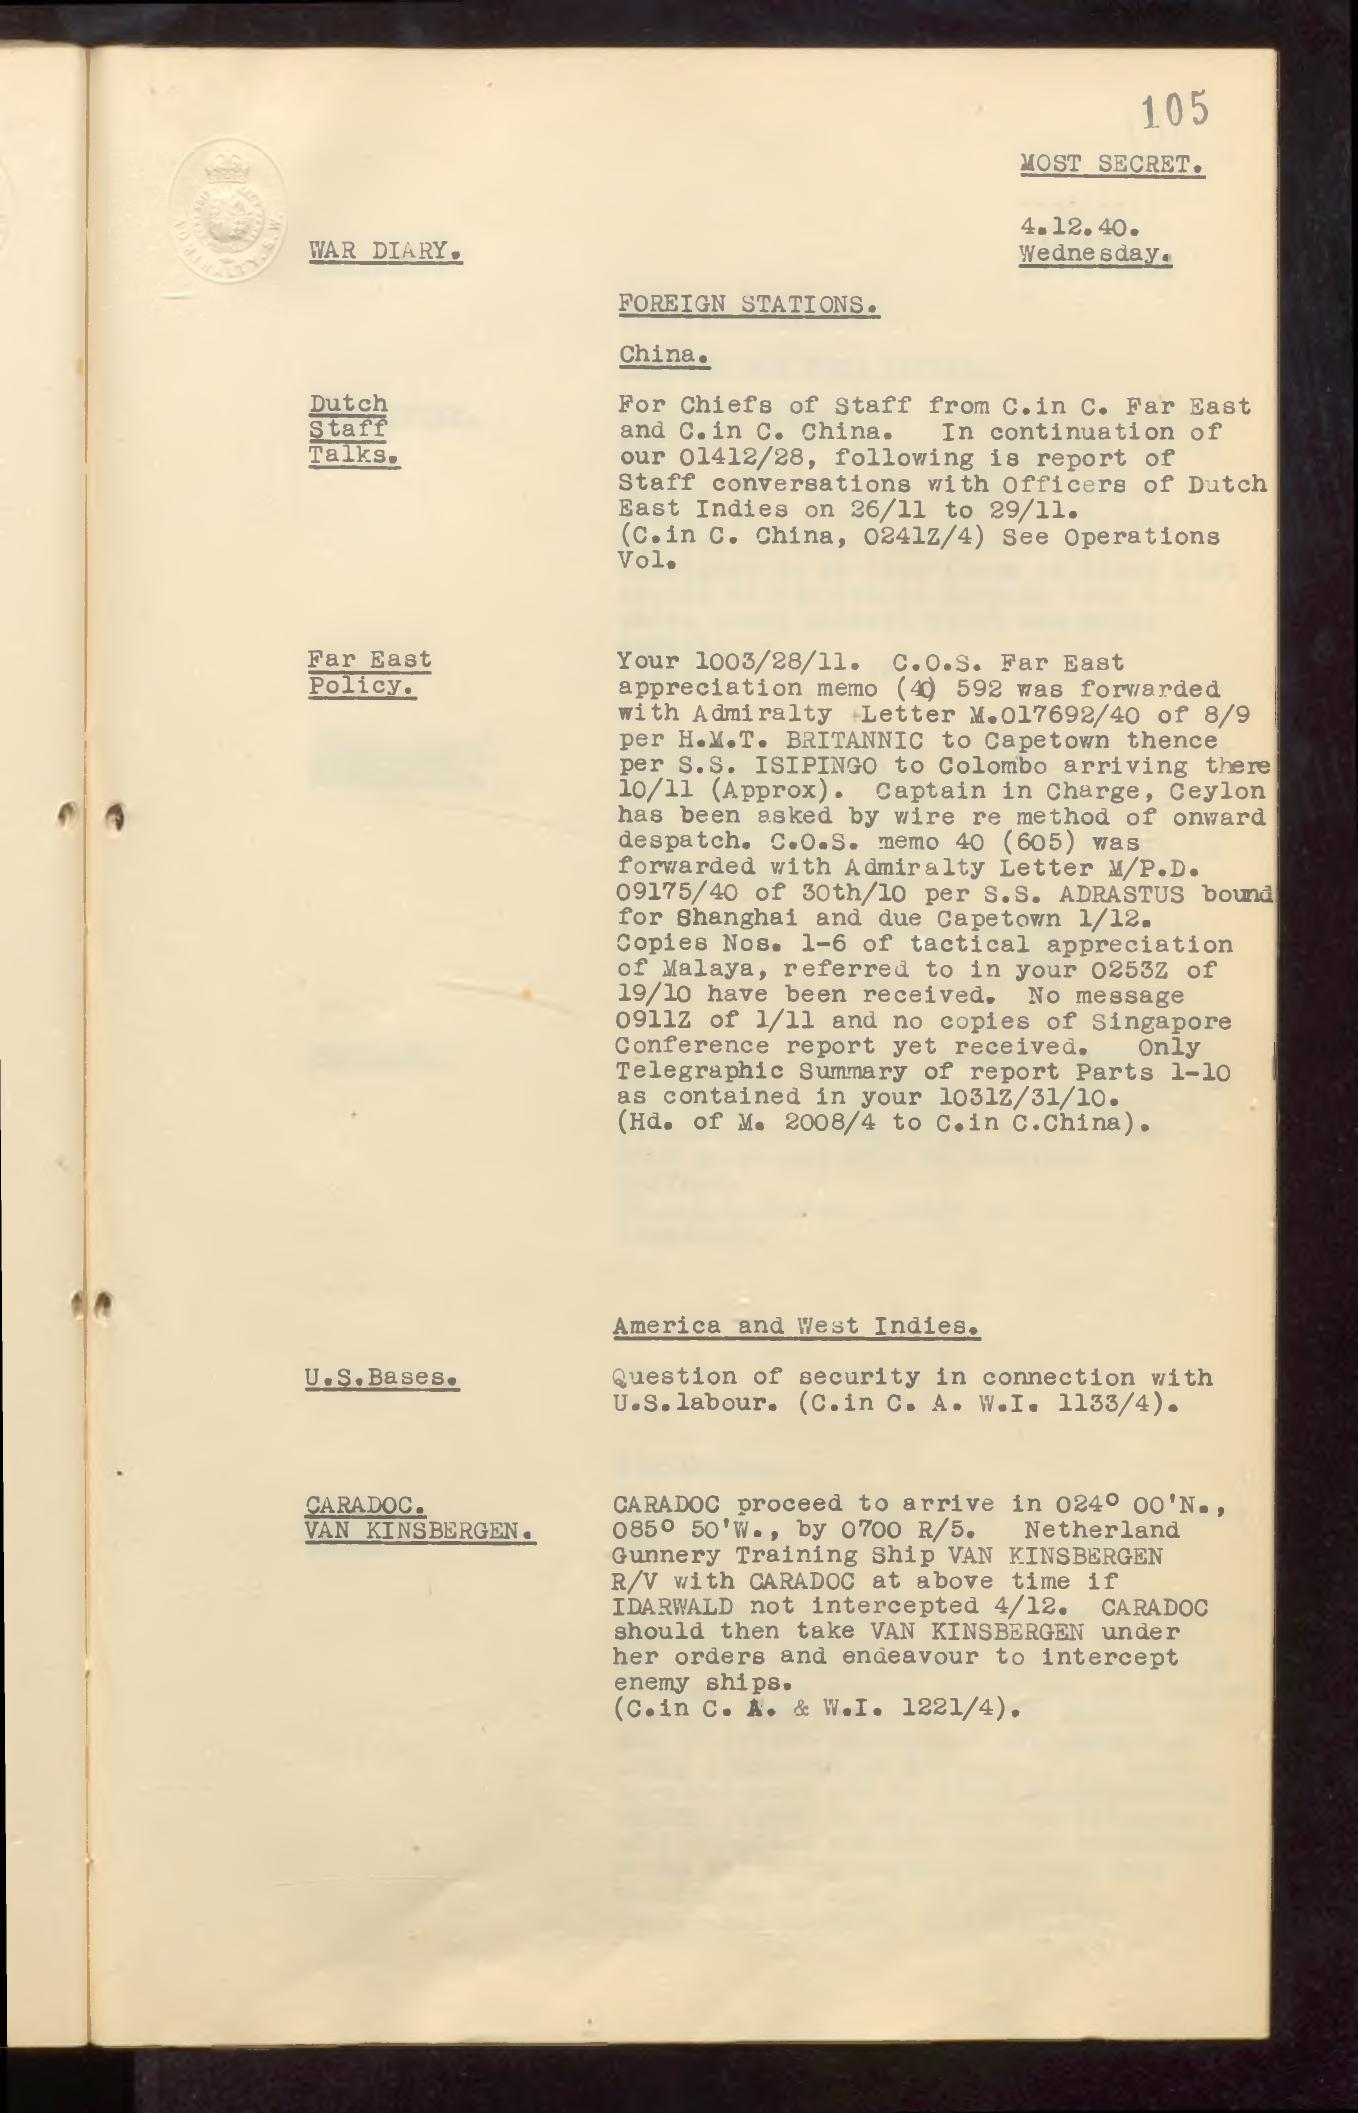 105
MOST SECRET.
4.12.40.
Wednesday.
ADMIRALTY.S.W.
WAR DIARY.
FOREIGN STATIONS.
China.
Dutch
Staff
Talks.
For Chiefs of Staff from C.in C. Far East
and C.in C. China. In continuation of
our 01412/28, following is report of
Staff conversations with Officers of Dutch
East Indies on 26/11 to 29/11.
(C.in C. China, 0241Z/4) See Operations
Vol.
Far East
Policy.
Your 1003/28/11. C.O.S. Far East
appreciation memo (40) 592 was forwarded
with Admiralty Letter M.017692/40 of 8/9
per H.M.T. BRITANNIC to Capetown thence
per S.S. ISIPINGO to Colombo arriving there
10/11 (Approx). Captain in Charge, Ceylon
has been asked by wire re method of onward
despatch. C.O.S. memo 40 (605) was
forwarded with Admiralty Letter M/P.D.
09175/40 of 30th/10 per S.S. ADRASTUS bound
for Shanghai and due Capetown 1/12.
Copies Nos. 1-6 of tactical appreciation
of Malaya, referred to in your 0253Z of
19/10 have been received. No message
0911Z of 1/11 and no copies of Singapore
Conference report yet received. Only
Telegraphic Summary of report Parts 1-10
as contained in your 1031Z/31/10.
(Hd. of M. 2008/4 to C.in C.China).
America and West Indies.
U.S.Bases.
Question of security in connection with
U.S.labour. (C.in C. A. W.I. 1133/4).
CARADOC.
VAN KINSBERGEN.
CARADOC proceed to arrive in 024° 00'N.,
085° 50'W., by 0700 R/5. Netherland
Gunnery Training Ship VAN KINSBERGEN
R/V with CARADOC at above time if
IDARWALD not intercepted 4/12. CARADOC
should then take VAN KINSBERGEN under
her orders and endeavour to intercept
enemy ships.
(C.in C. A. & W.I. 1221/4).